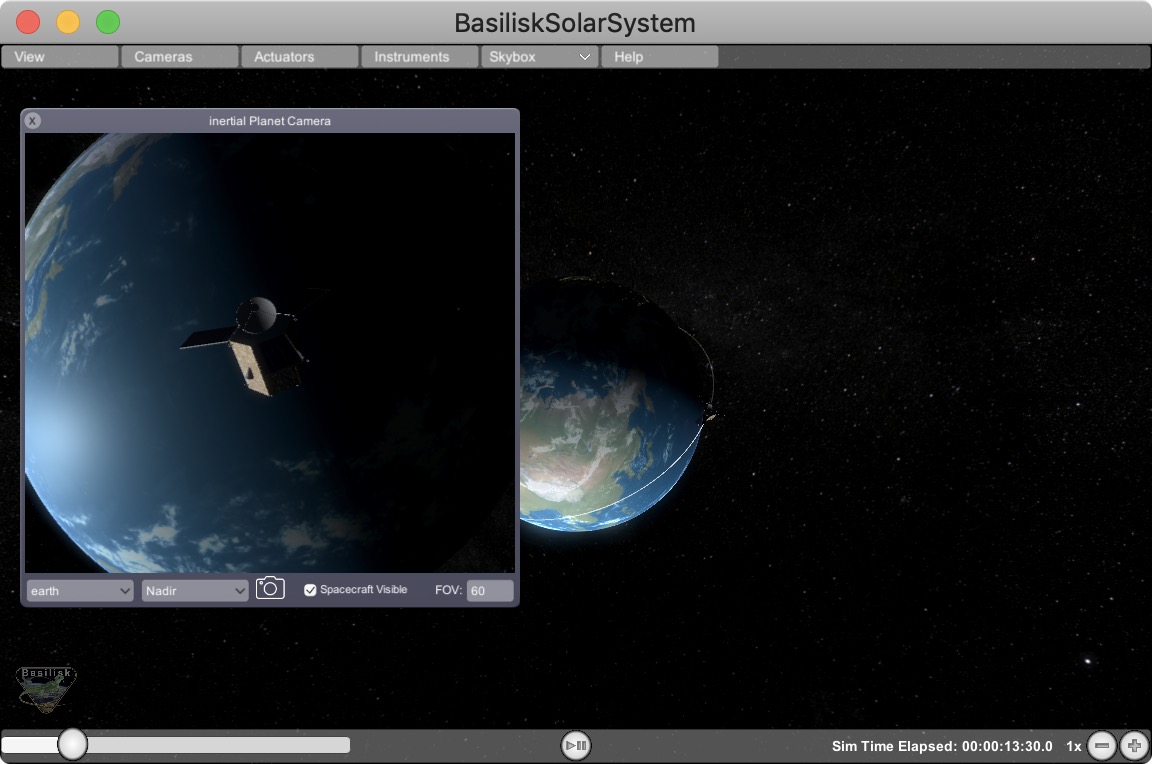 BasiliskSolarSystem
View Cameras Actuators Instruments Skybox Help
X inertial Planet Camera
earth Nadir Spacecraft Visible FOV: 60
Basilisk
Sim Time Elapsed: 00:00:13:30.0 1x